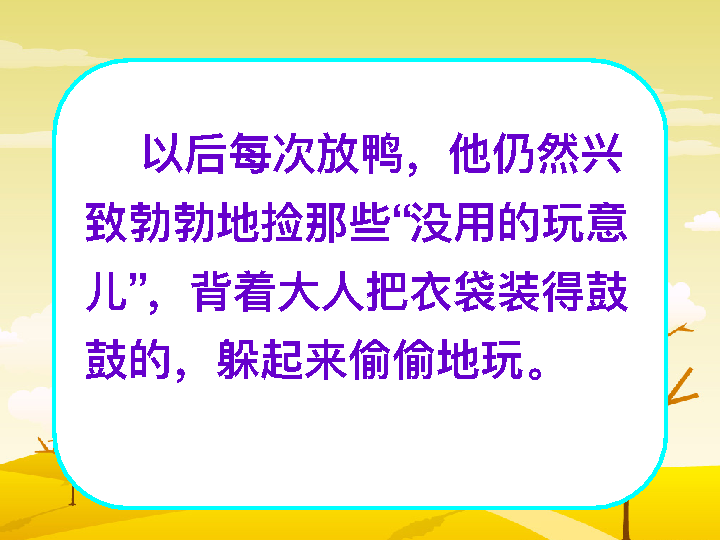 以后每次放鸭，他仍然兴
致勃勃地捡那些“没用的玩意
儿”，背着大人把衣袋装得鼓
鼓的，躲起来偷偷地玩。